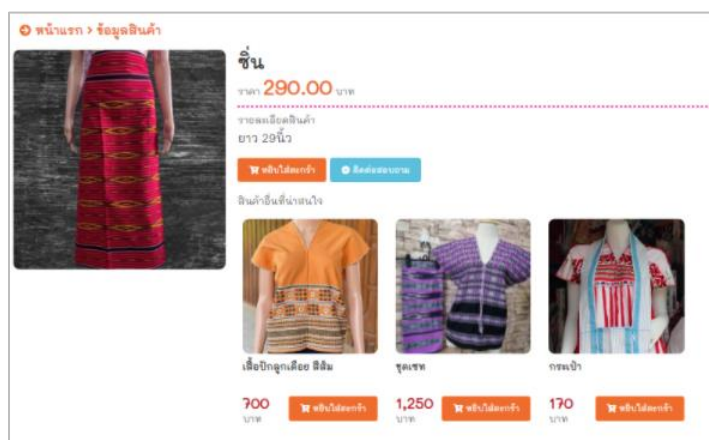 หน้าแรก > ข้อมูลสินค้า
ซิ่น
ราคา 290.00 บาท
รายละเอียดสินค้า
ยาว 29นิ้ว
หยิบใส่ตะกร้า ติดต่อสอบถาม
สินค้าอื่นที่น่าสนใจ
เสื้อปักลูกเดือย สีส้ม ชุดเซท กระเป๋า
700 บาท หยิบใส่ตะกร้า 1,250 บาท หยิบใส่ตะกร้า 170 บาท หยิบใส่ตะกร้า